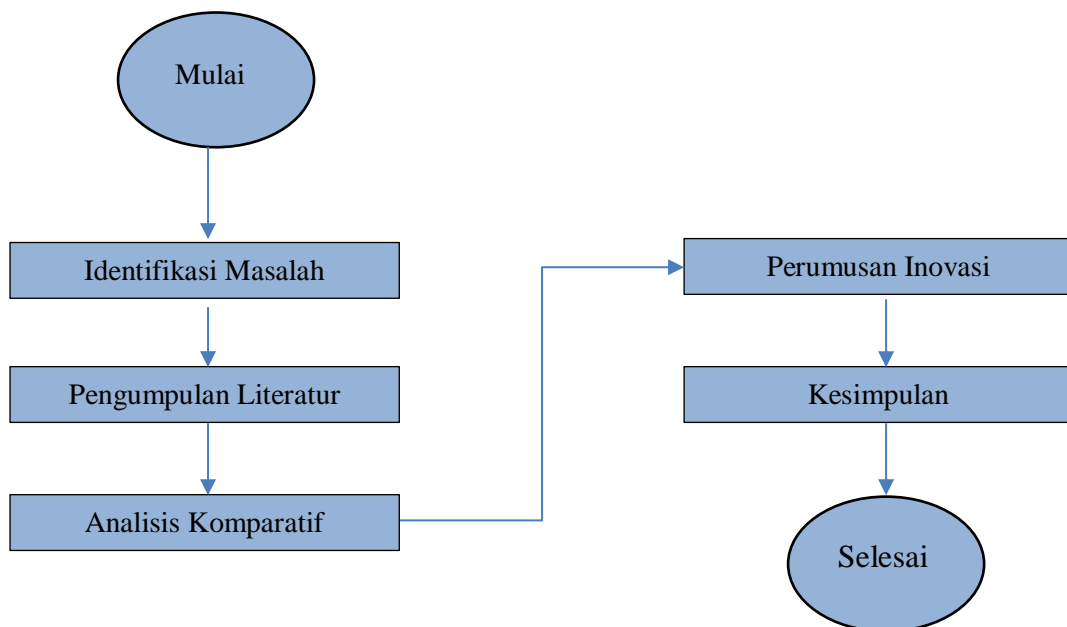 Mulai
Identifikasi Masalah
Pengumpulan Literatur
Analisis Komparatif
Perumusan Inovasi
Kesimpulan
Selesai